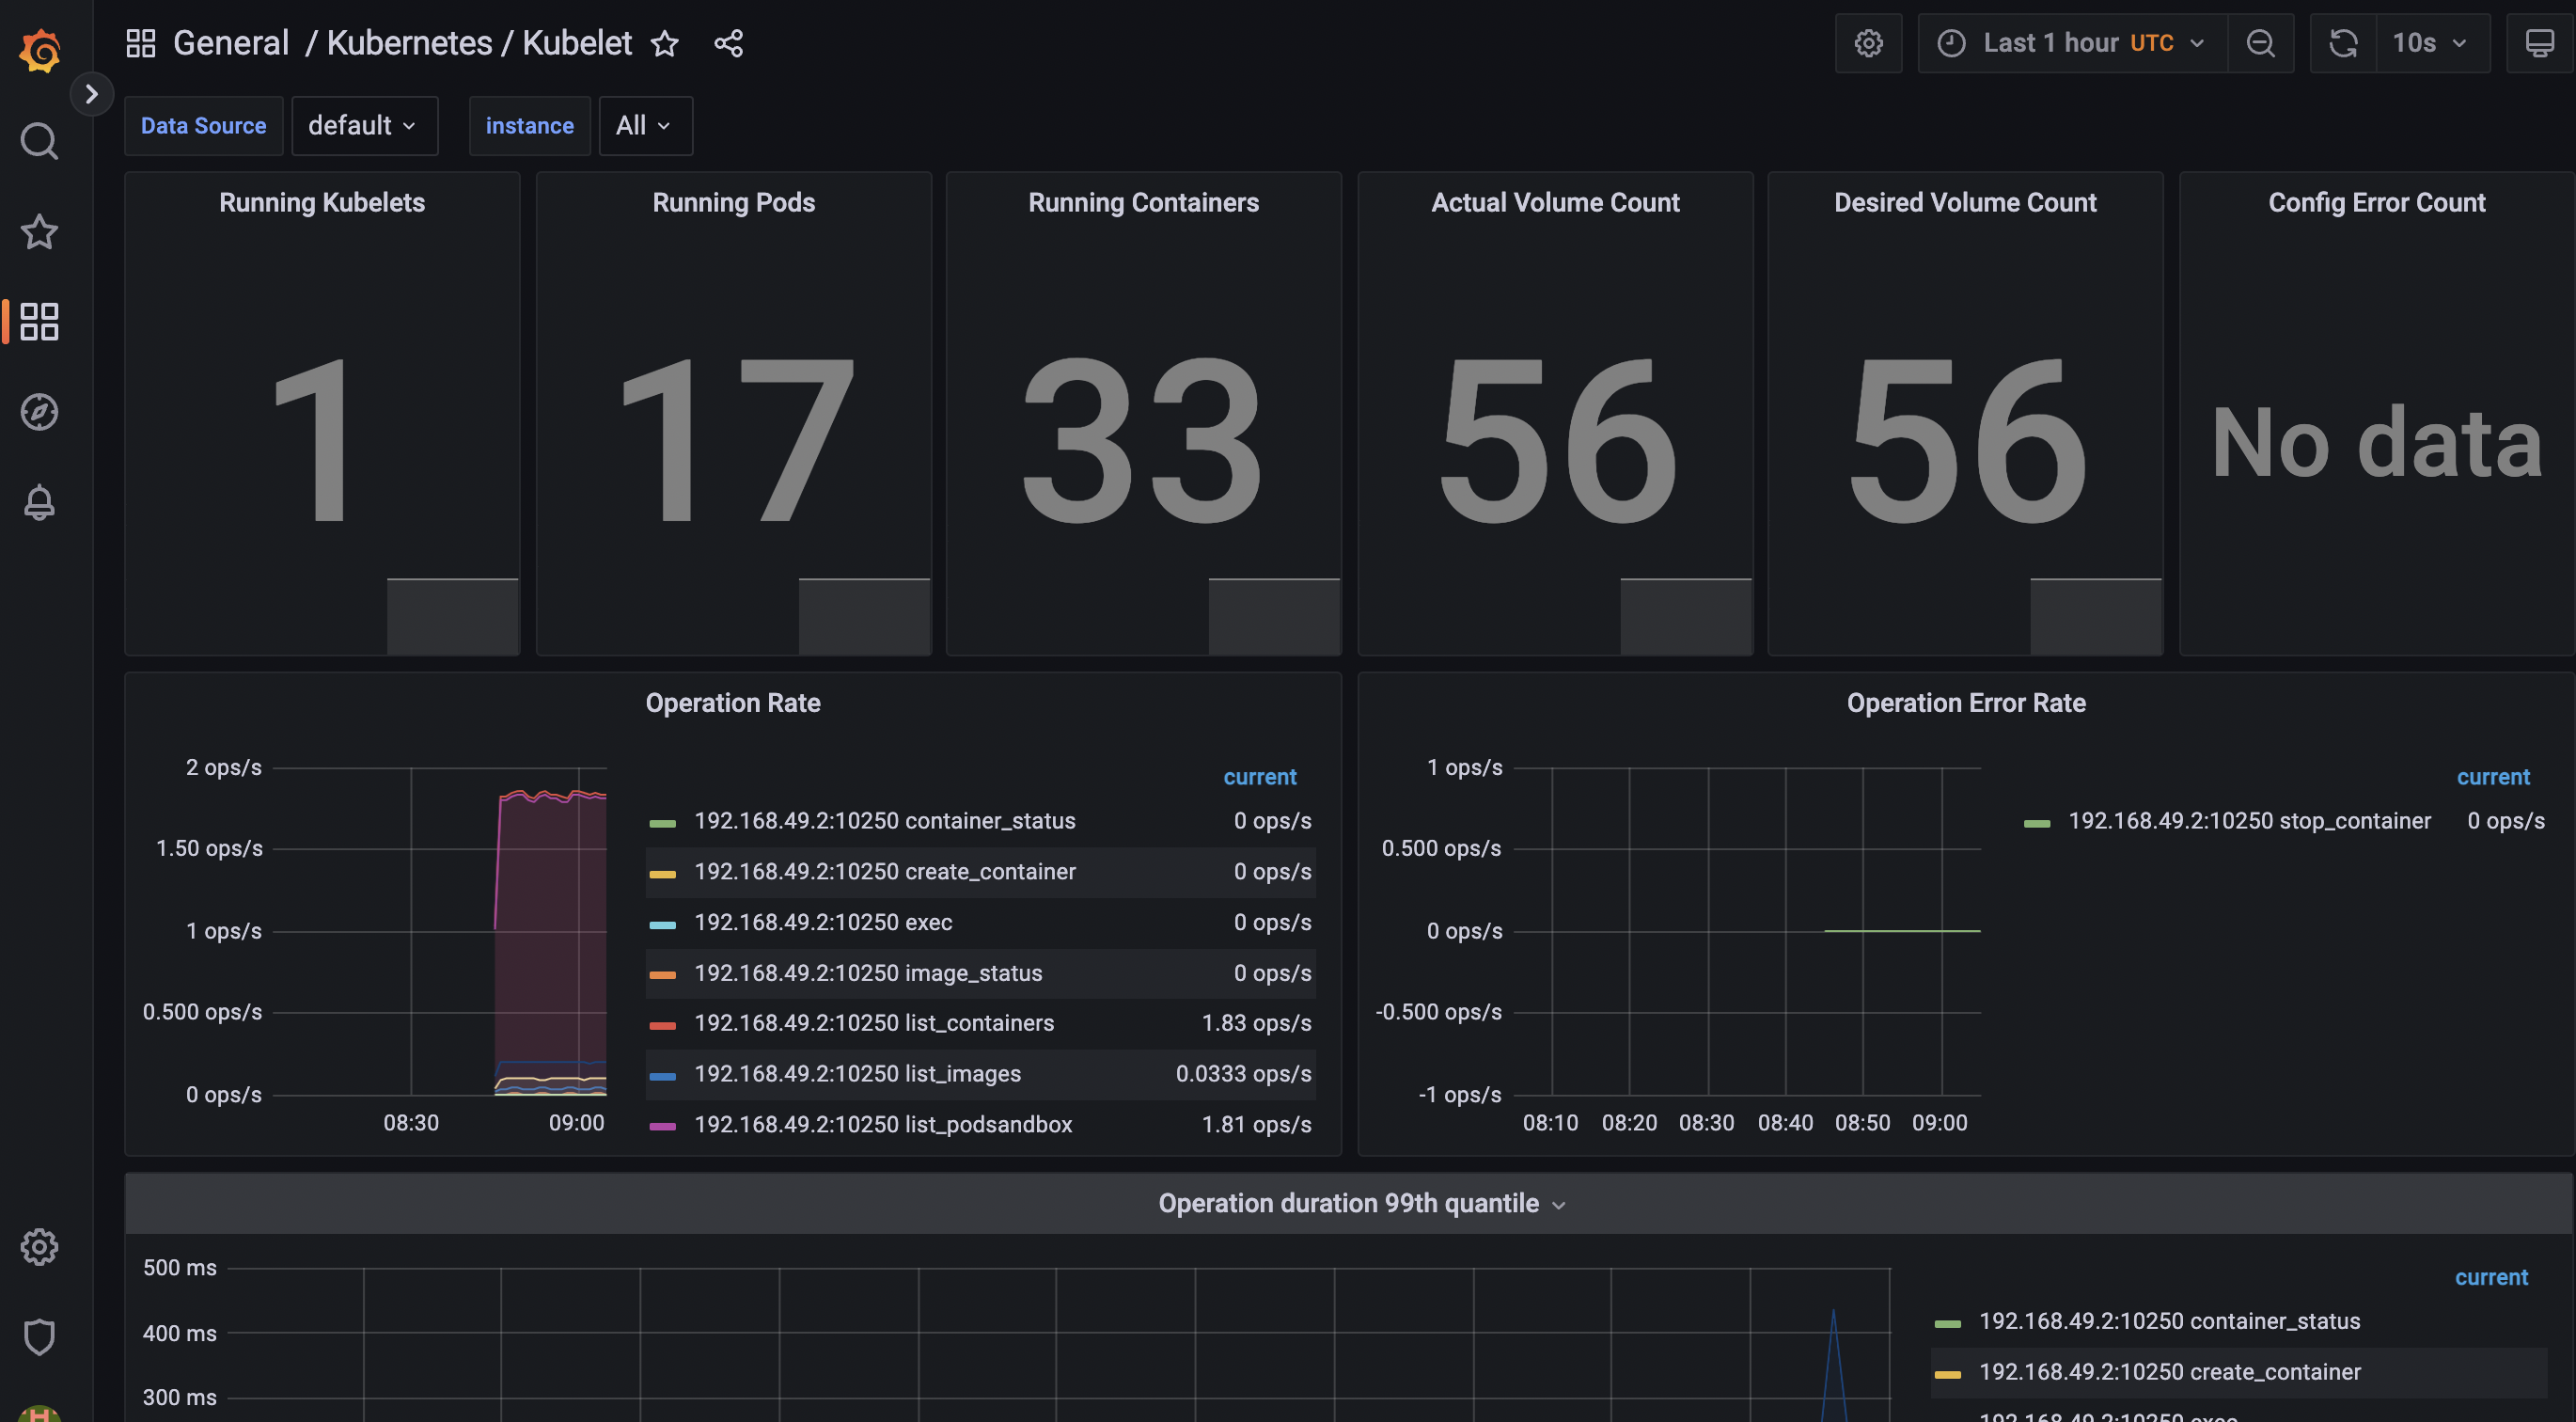 General / Kubernetes / Kubelet
Last 1 hour UTC
10s
Data Source default instance All
Running Kubelets
1
Running Pods
17
Running Containers
33
Actual Volume Count
56
Desired Volume Count
56
Config Error Count
No data
Operation Rate
2 ops/s
1.50 ops/s
1 ops/s
0.500 ops/s
0 ops/s
08:30 09:00
current
192.168.49.2:10250 container_status 0 ops/s
192.168.49.2:10250 create_container 0 ops/s
192.168.49.2:10250 exec 0 ops/s
192.168.49.2:10250 image_status 0 ops/s
192.168.49.2:10250 list_containers 1.83 ops/s
192.168.49.2:10250 list_images 0.0333 ops/s
192.168.49.2:10250 list_podsandbox 1.81 ops/s
Operation Error Rate
1 ops/s
0.500 ops/s
0 ops/s
-0.500 ops/s
-1 ops/s
08:10 08:20 08:30 08:40 08:50 09:00
current
192.168.49.2:10250 stop_container 0 ops/s
Operation duration 99th quantile
500 ms
400 ms
300 ms
current
192.168.49.2:10250 container_status
192.168.49.2:10250 create_container
192.168.49.2:10250 exec